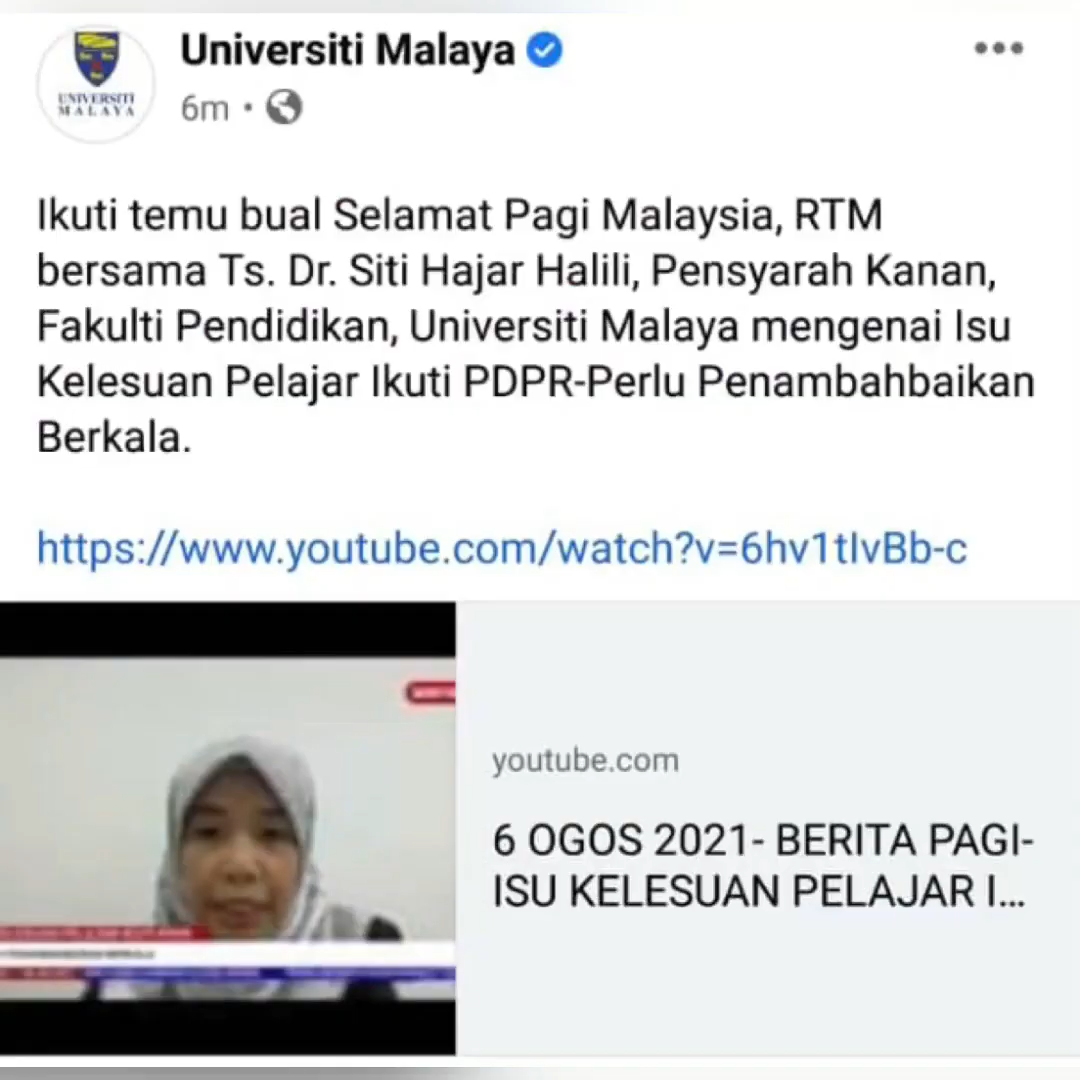 Universiti Malaya
6m
UNIVERSITI
MALAYA
Ikuti temu bual Selamat Pagi Malaysia, RTM
bersama Ts. Dr. Siti Hajar Halili, Pensyarah Kanan,
Fakulti Pendidikan, Universiti Malaya mengenai Isu
Kelesuan Pelajar Ikuti PDPR-Perlu Penambahbaikan
Berkala.
https://www.youtube.com/watch?v=6hv1tIvBb-c
youtube.com
6 OGOS 2021- BERITA PAGI-
ISU KELESUAN PELAJAR I...